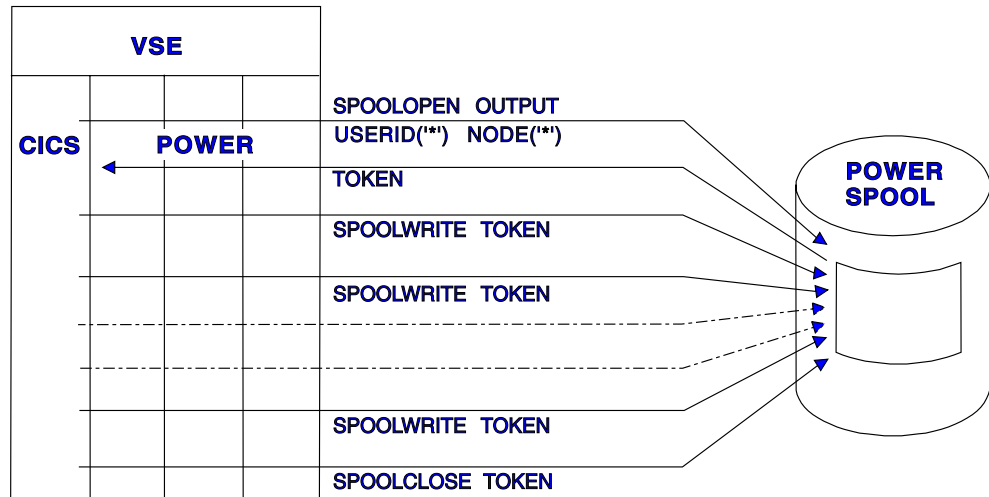 VSE
SPOOLOPEN OUTPUT
USERID('*') NODE('*')
CICS
POWER
TOKEN
POWER
SPOOL
SPOOLWRITE TOKEN
SPOOLWRITE TOKEN
SPOOLWRITE TOKEN
SPOOLCLOSE TOKEN